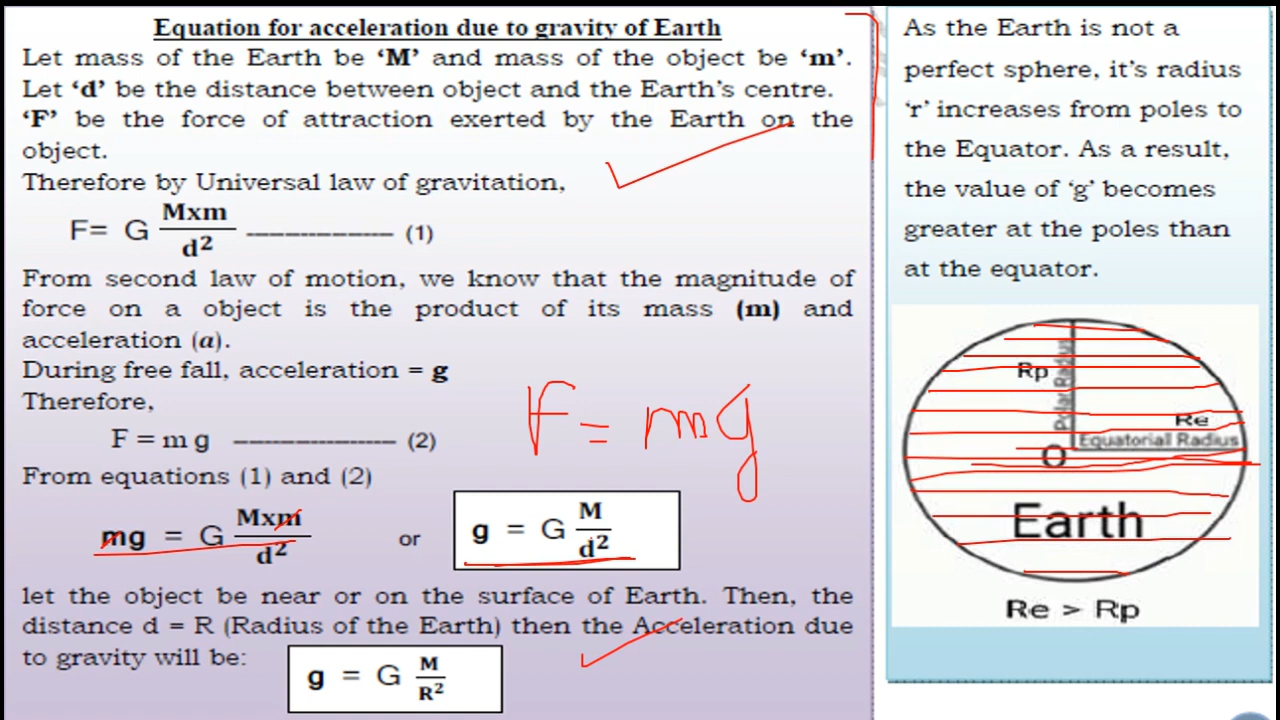 Equation for acceleration due to gravity of Earth
Let mass of the Earth be ‘M’ and mass of the object be ‘m’.
Let ‘d’ be the distance between object and the Earth’s centre.
‘F’ be the force of attraction exerted by the Earth on the
object.
Therefore by Universal law of gravitation,
F= G Mxm/d² ---------------------- (1)
From second law of motion, we know that the magnitude of
force on a object is the product of its mass (m) and
acceleration (a).
During free fall, acceleration = g
Therefore,
F = m g ---------------------- (2)
F = mg
From equations (1) and (2)
mg = G Mxm/d² or g = G M/d²
let the object be near or on the surface of Earth. Then, the
distance d = R (Radius of the Earth) then the Acceleration due
to gravity will be:
g = G M/R²
As the Earth is not a
perfect sphere, it’s radius
‘r’ increases from poles to
the Equator. As a result,
the value of ‘g’ becomes
greater at the poles than
at the equator.
Rp
Polar Radius
Re
Equatorial Radius
O
Earth
Re > Rp